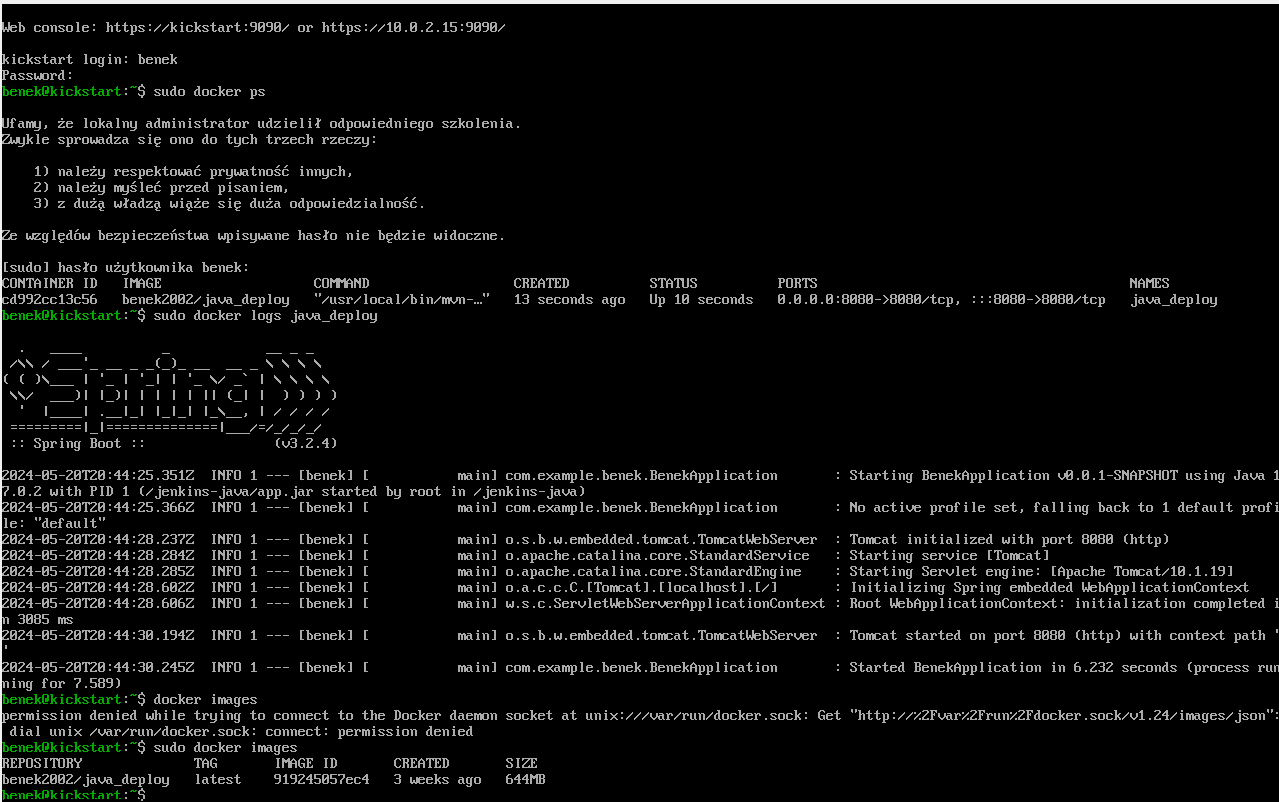 Web console: https://kickstart:9090/ or https://10.0.2.15:9090/
kickstart login: benek
Password:
benek@kickstart:~$ sudo docker ps
Ufamy, że lokalny administrator udzielił odpowiedniego szkolenia.
Zwykle sprowadza się ono do tych trzech rzeczy:
    1) należy respektować prywatność innych,
    2) należy myśleć przed pisaniem,
    3) z dużą władzą wiąże się duża odpowiedzialność.
Ze względów bezpieczeństwa wpisywane hasło nie będzie widoczne.
[sudo] hasło użytkownika benek:
CONTAINER ID   IMAGE                   COMMAND                  CREATED          STATUS          PORTS                                       NAMES
cd992cc13c56   benek2002/java_deploy   "/usr/local/bin/mvn-…"   13 seconds ago   Up 10 seconds   0.0.0.0:8080->8080/tcp, :::8080->8080/tcp   java_deploy
benek@kickstart:~$ sudo docker logs java_deploy
  .   ____          _            __ _ _
 /\\ / ___'_ __ _ _(_)_ __  __ _ \ \ \ \
( ( )\___ | '_ | '_| | '_ \/ _` | \ \ \ \
 \\/  ___)| |_)| | | | | || (_| |  ) ) ) )
  '  |____| .__|_| |_|_| |_\__, | / / / /
 =========|_|==============|___/=/_/_/_/
 :: Spring Boot ::                (v3.2.4)
2024-05-20T20:44:25.351Z  INFO 1 --- [benek] [           main] com.example.benek.BenekApplication       : Starting BenekApplication v0.0.1-SNAPSHOT using Java 1
7.0.2 with PID 1 (/jenkins-java/app.jar started by root in /jenkins-java)
2024-05-20T20:44:25.366Z  INFO 1 --- [benek] [           main] com.example.benek.BenekApplication       : No active profile set, falling back to 1 default profi
le: "default"
2024-05-20T20:44:28.237Z  INFO 1 --- [benek] [           main] o.s.b.w.embedded.tomcat.TomcatWebServer  : Tomcat initialized with port 8080 (http)
2024-05-20T20:44:28.284Z  INFO 1 --- [benek] [           main] o.apache.catalina.core.StandardService   : Starting service [Tomcat]
2024-05-20T20:44:28.285Z  INFO 1 --- [benek] [           main] o.apache.catalina.core.StandardEngine    : Starting Servlet engine: [Apache Tomcat/10.1.19]
2024-05-20T20:44:28.602Z  INFO 1 --- [benek] [           main] o.a.c.c.C.[Tomcat].[localhost].[/]       : Initializing Spring embedded WebApplicationContext
2024-05-20T20:44:28.606Z  INFO 1 --- [benek] [           main] w.s.c.ServletWebServerApplicationContext : Root WebApplicationContext: initialization completed i
n 3085 ms
2024-05-20T20:44:30.194Z  INFO 1 --- [benek] [           main] o.s.b.w.embedded.tomcat.TomcatWebServer  : Tomcat started on port 8080 (http) with context path '
'
2024-05-20T20:44:30.245Z  INFO 1 --- [benek] [           main] com.example.benek.BenekApplication       : Started BenekApplication in 6.232 seconds (process run
ning for 7.589)
benek@kickstart:~$ docker images
permission denied while trying to connect to the Docker daemon socket at unix:///var/run/docker.sock: Get "http://%2Fvar%2Frun%2Fdocker.sock/v1.24/images/json":
 dial unix /var/run/docker.sock: connect: permission denied
benek@kickstart:~$ sudo docker images
REPOSITORY              TAG       IMAGE ID       CREATED       SIZE
benek2002/java_deploy   latest    919245057ec4   3 weeks ago   644MB
benek@kickstart:~$